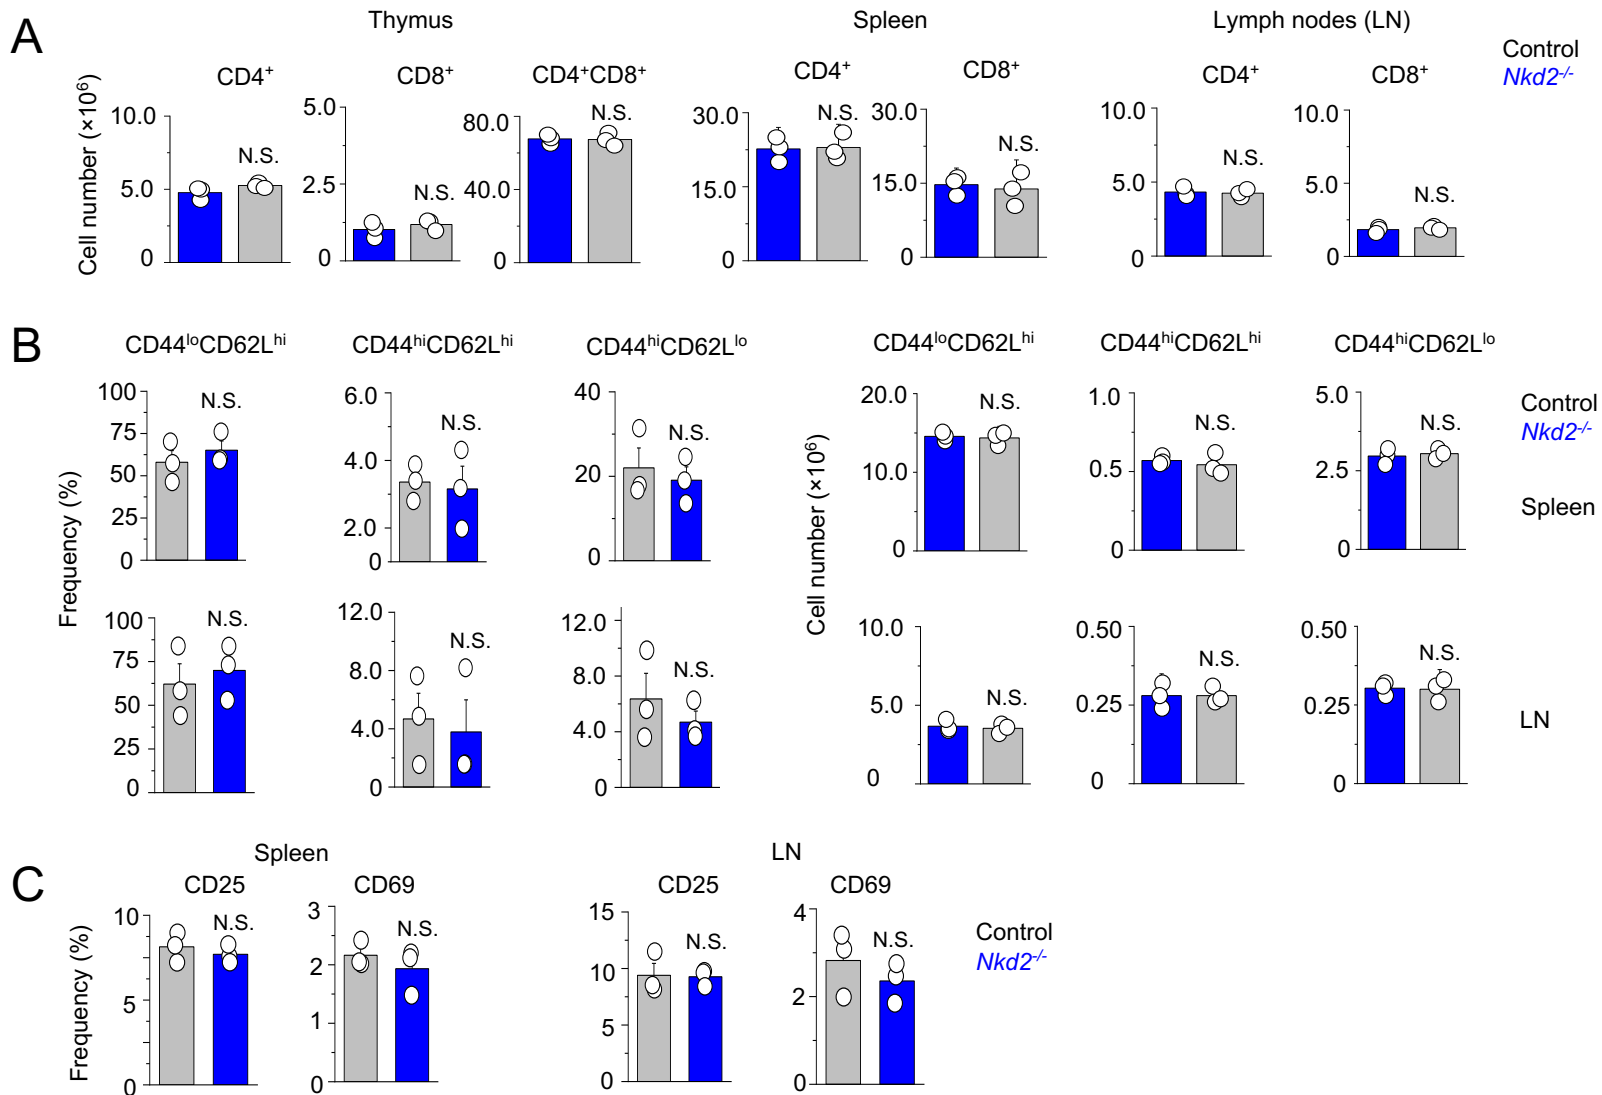 A
Thymus
Spleen
Lymph nodes (LN)
Control
Nkd2-/-
CD4+
CD8+
CD4+CD8+
CD4+
CD8+
CD4+
CD8+
Cell number (×10⁶)
10.0
5.0
0
N.S.
5.0
2.5
0
N.S.
80.0
40.0
0
N.S.
30.0
15.0
0
N.S.
30.0
15.0
0
N.S.
10.0
5.0
0
N.S.
10.0
5.0
0
N.S.
B
CD44loCD62Lhi
CD44hiCD62Lhi
CD44hiCD62Llo
CD44loCD62Lhi
CD44hiCD62Lhi
CD44hiCD62Llo
Control
Nkd2-/-
Spleen
Frequency (%)
100
75
50
25
0
N.S.
6.0
4.0
2.0
0
N.S.
40
20
0
N.S.
Cell number (×10⁶)
20.0
10.0
0
N.S.
1.0
0.5
0
N.S.
5.0
2.5
0
N.S.
100
75
50
25
0
N.S.
12.0
8.0
4.0
0
N.S.
12.0
8.0
4.0
0
N.S.
10.0
5.0
0
N.S.
0.50
0.25
0
N.S.
0.50
0.25
0
N.S.
LN
C
Spleen
LN
CD25
CD69
CD25
CD69
Control
Nkd2-/-
Frequency (%)
10
5
0
N.S.
3
2
1
0
N.S.
15
10
5
0
N.S.
4
2
0
N.S.